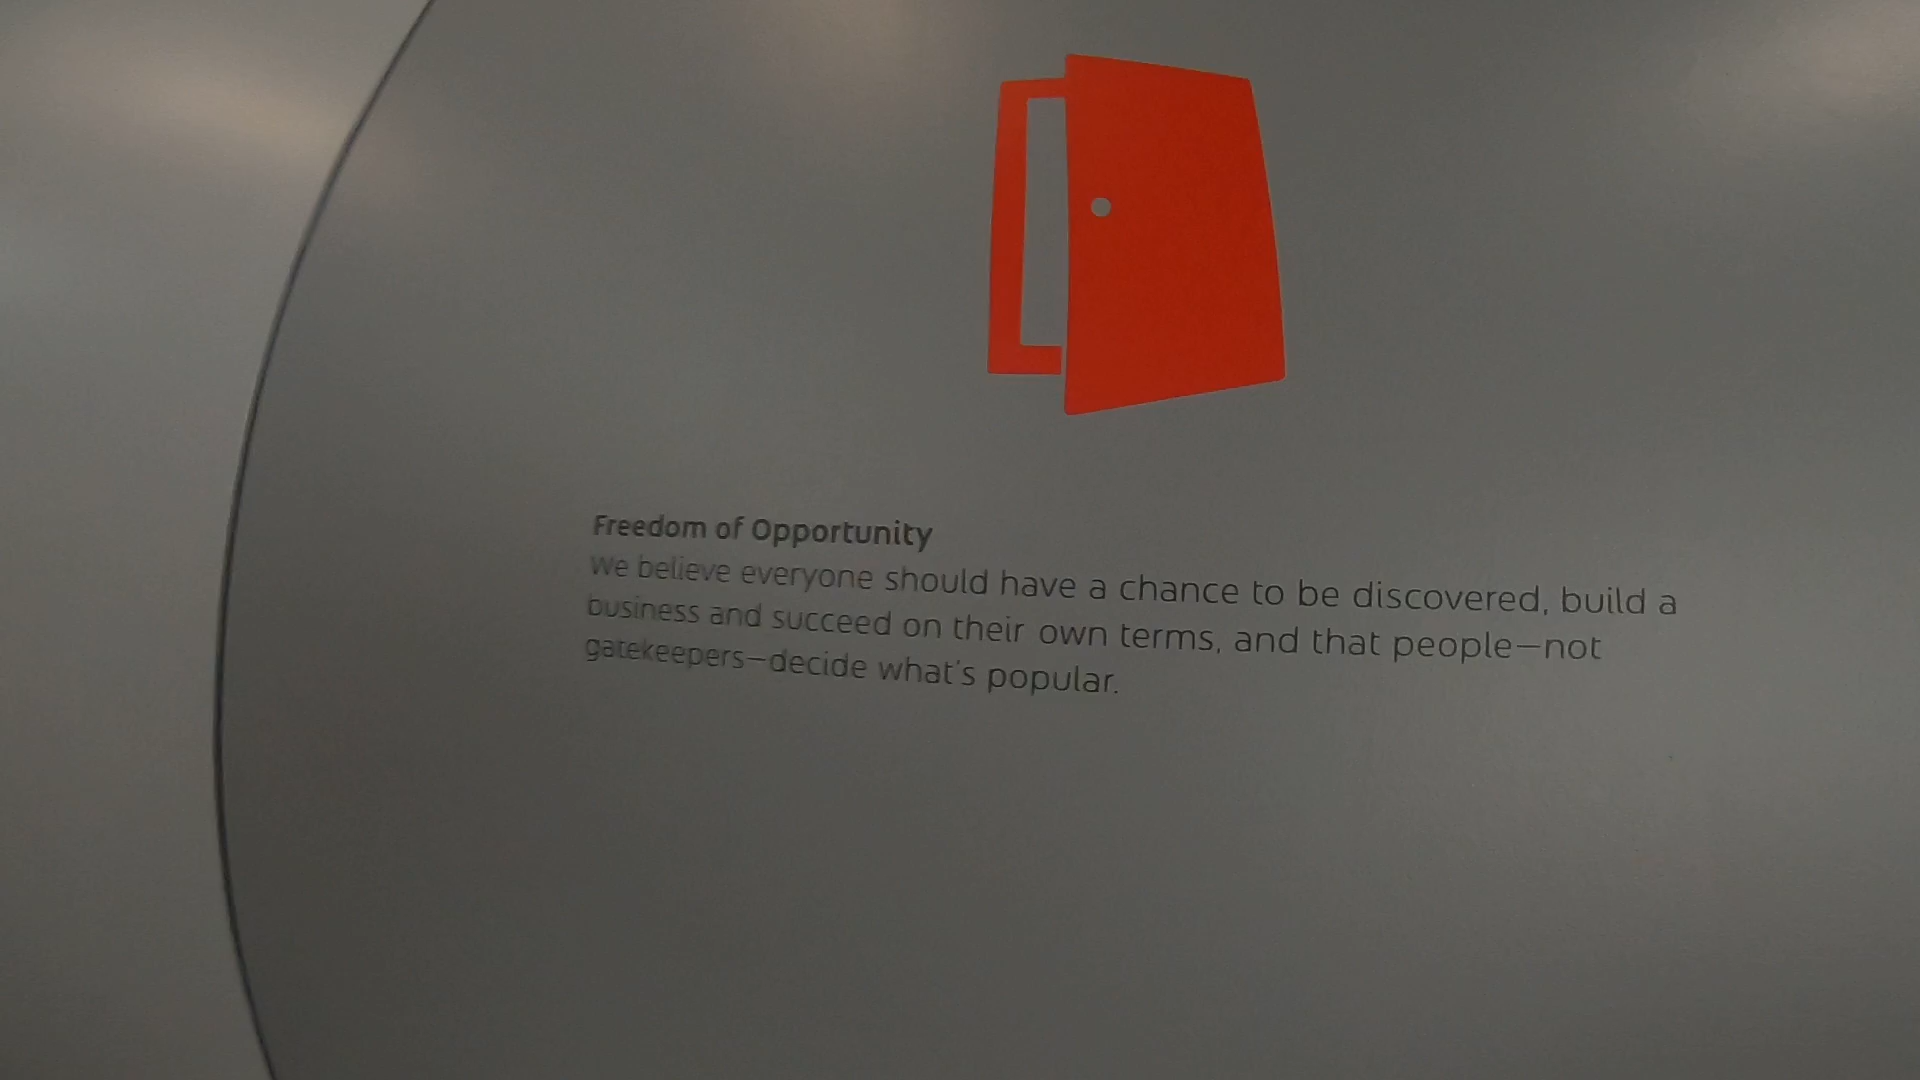 Freedom of Opportunity
We believe everyone should have a chance to be discovered, build a
business and succeed on their own terms, and that people—not
gatekeepers—decide what's popular.